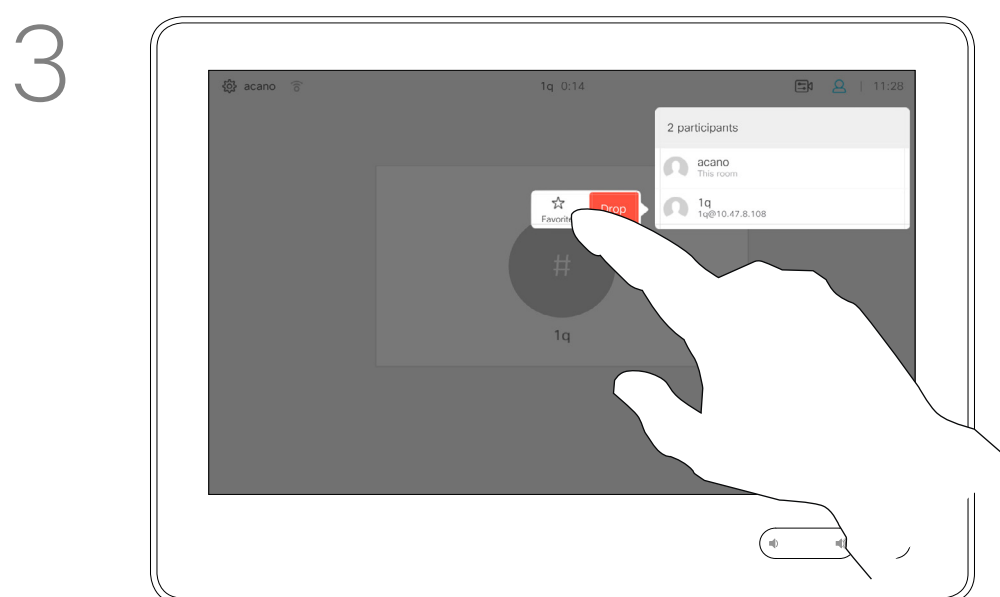 3
acano
1q 0:14
11:28
2 participants
acano
This room
1q
1q@10.47.8.108
Favorite
Drop
#
1q